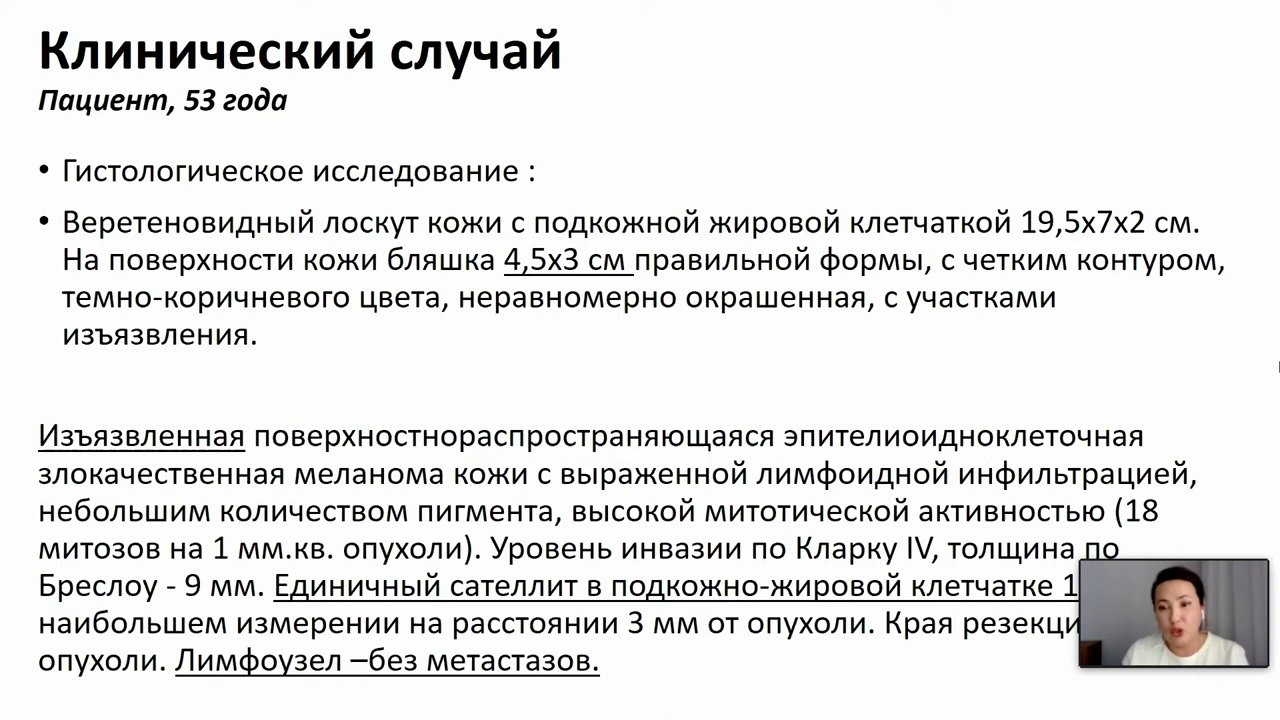 Клинический случай
Пациент, 53 года
• Гистологическое исследование :
• Веретеновидный лоскут кожи с подкожной жировой клетчаткой 19,5х7х2 см.
На поверхности кожи бляшка 4,5х3 см правильной формы, с четким контуром,
темно-коричневого цвета, неравномерно окрашенная, с участками
изъязвления.
Изъязвленная поверхностнораспространяющаяся эпителиоидноклеточная
злокачественная меланома кожи с выраженной лимфоидной инфильтрацией,
небольшим количеством пигмента, высокой митотической активностью (18
митозов на 1 мм.кв. опухоли). Уровень инвазии по Кларку IV, толщина по
Бреслоу - 9 мм. Единичный сателлит в подкожно-жировой клетчатке
наибольшем измерении на расстоянии 3 мм от опухоли. Края
опухоли. Лимфоузел –без метастазов.